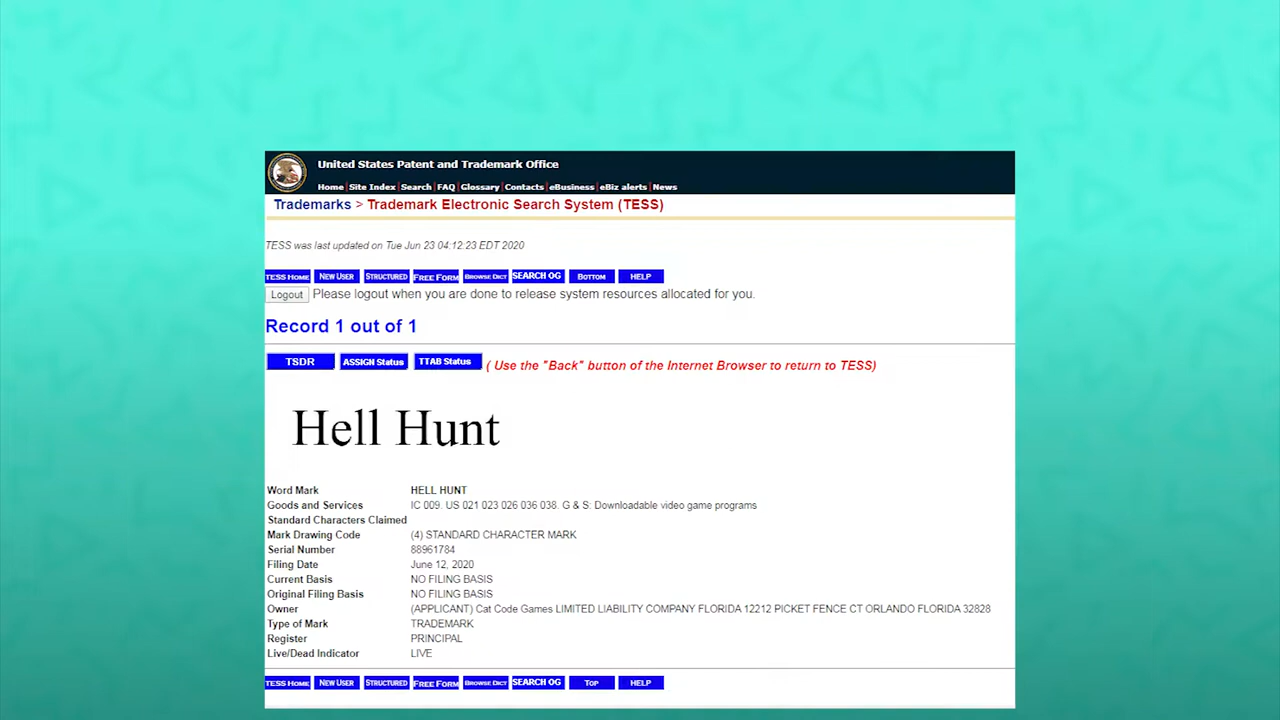 United States Patent and Trademark Office
Home | Site Index | Search | FAQ | Glossary | Contacts | eBusiness | eBiz alerts | News
Trademarks > Trademark Electronic Search System (TESS)
TESS was last updated on Tue Jun 23 04:12:23 EDT 2020
TESS HOME NEW USER STRUCTURED FREE FORM BROWSE DICT SEARCH OG BOTTOM HELP
Logout Please logout when you are done to release system resources allocated for you.
Record 1 out of 1
TSDR ASSIGN Status TTAB Status ( Use the "Back" button of the Internet Browser to return to TESS)
Hell Hunt
Word Mark HELL HUNT
Goods and Services IC 009. US 021 023 026 036 038. G & S: Downloadable video game programs
Standard Characters Claimed
Mark Drawing Code (4) STANDARD CHARACTER MARK
Serial Number 88961784
Filing Date June 12, 2020
Current Basis NO FILING BASIS
Original Filing Basis NO FILING BASIS
Owner (APPLICANT) Cat Code Games LIMITED LIABILITY COMPANY FLORIDA 12212 PICKET FENCE CT ORLANDO FLORIDA 32828
Type of Mark TRADEMARK
Register PRINCIPAL
Live/Dead Indicator LIVE
TESS HOME NEW USER STRUCTURED FREE FORM BROWSE DICT SEARCH OG TOP HELP